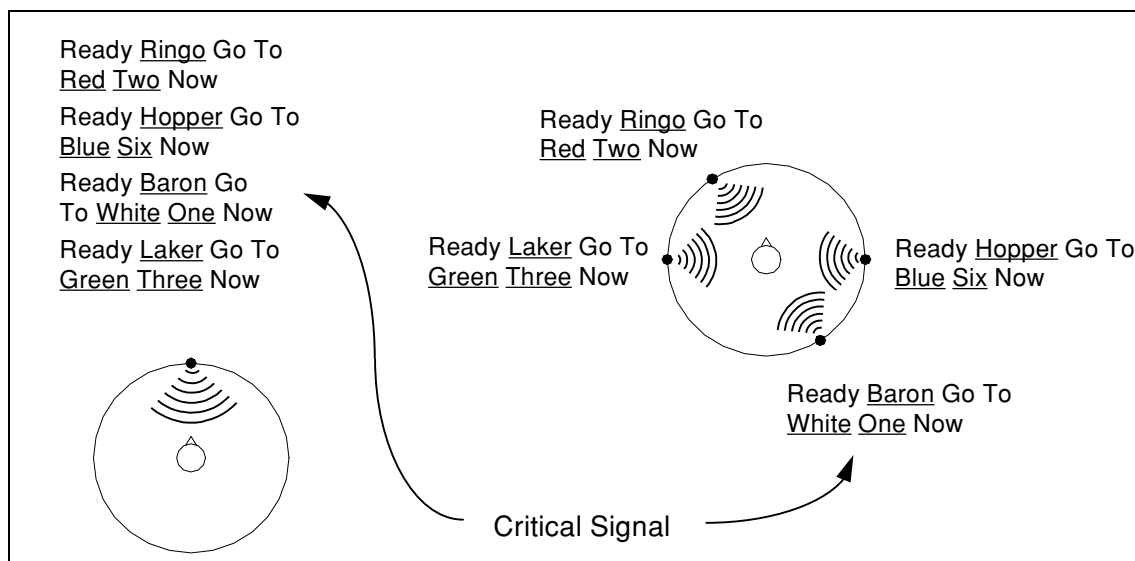 Ready Ringo Go To
Red Two Now
Ready Hopper Go To
Blue Six Now
Ready Baron Go
To White One Now
Ready Laker Go To
Green Three Now
Ready Ringo Go To
Red Two Now
Ready Laker Go To
Green Three Now
Ready Hopper Go To
Blue Six Now
Ready Baron Go To
White One Now
Critical Signal